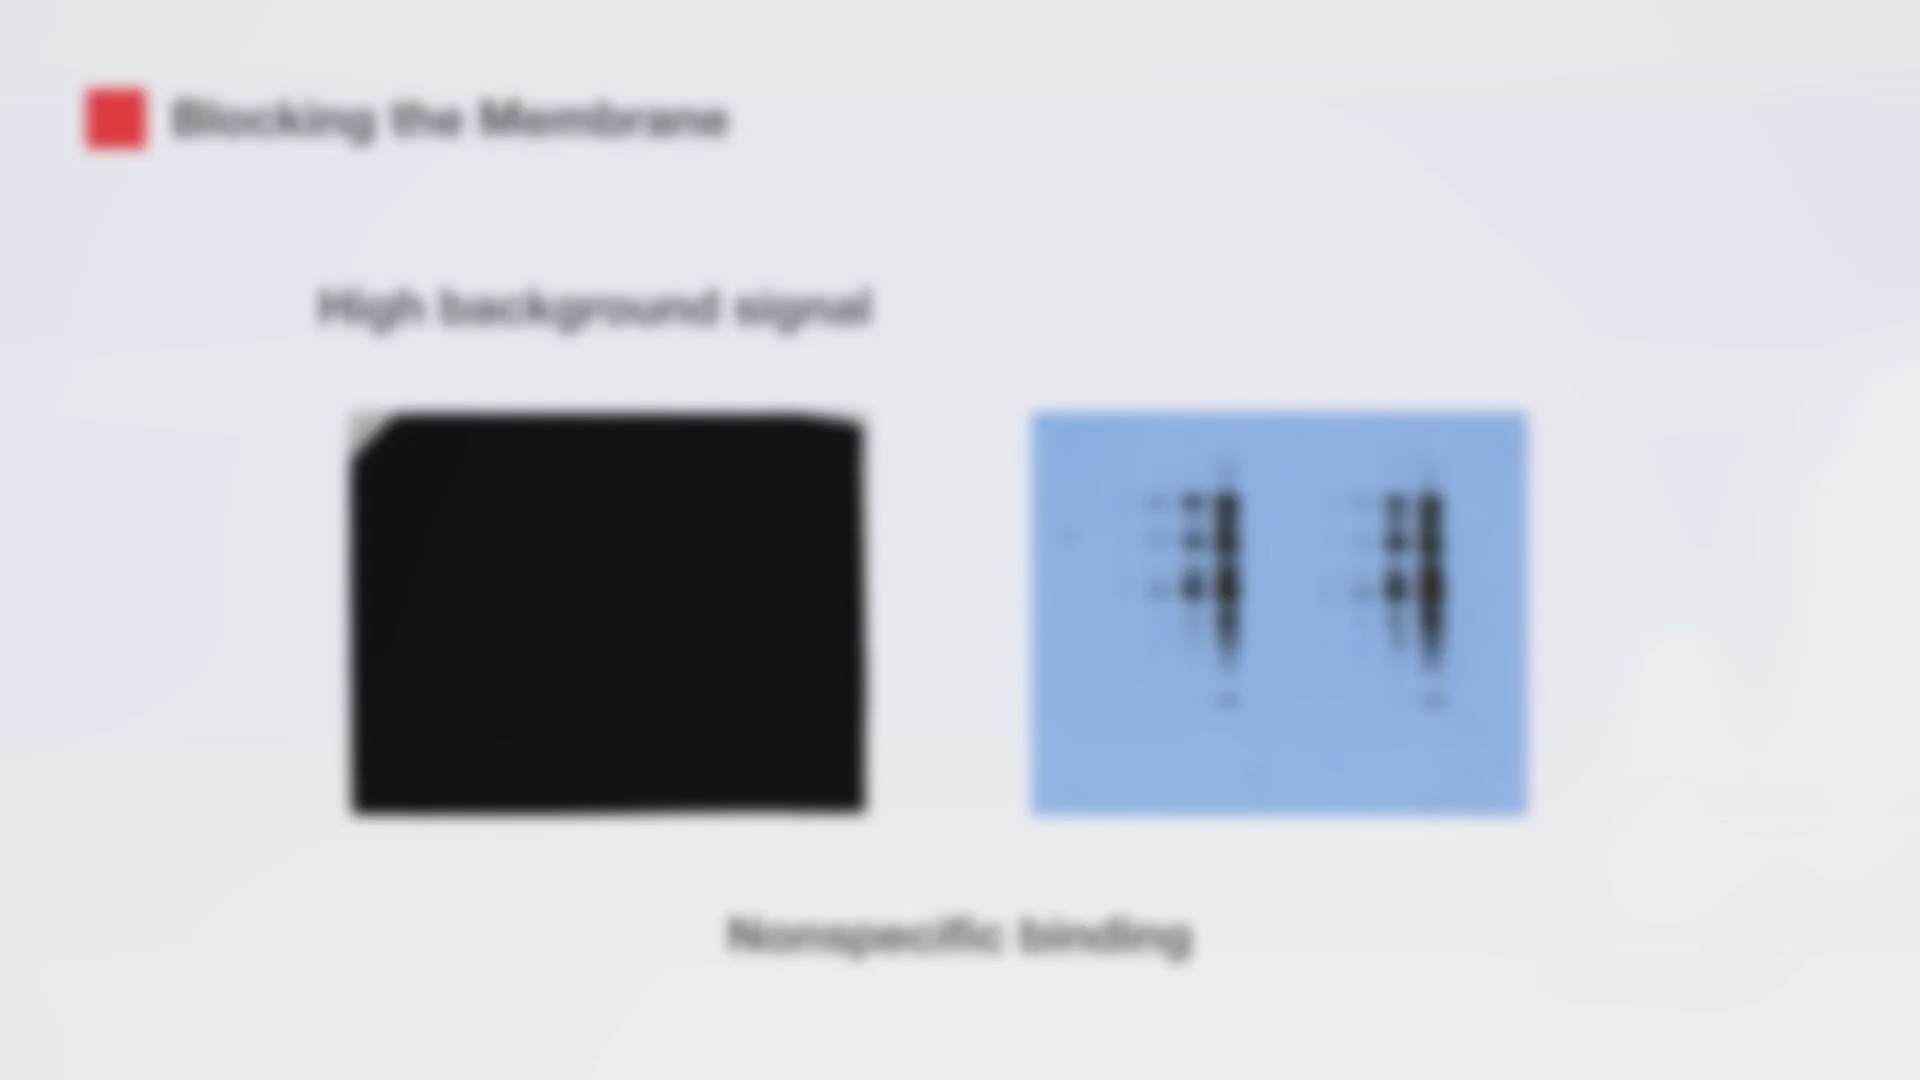 Blocking the Membrane
High background signal
Nonspecific binding